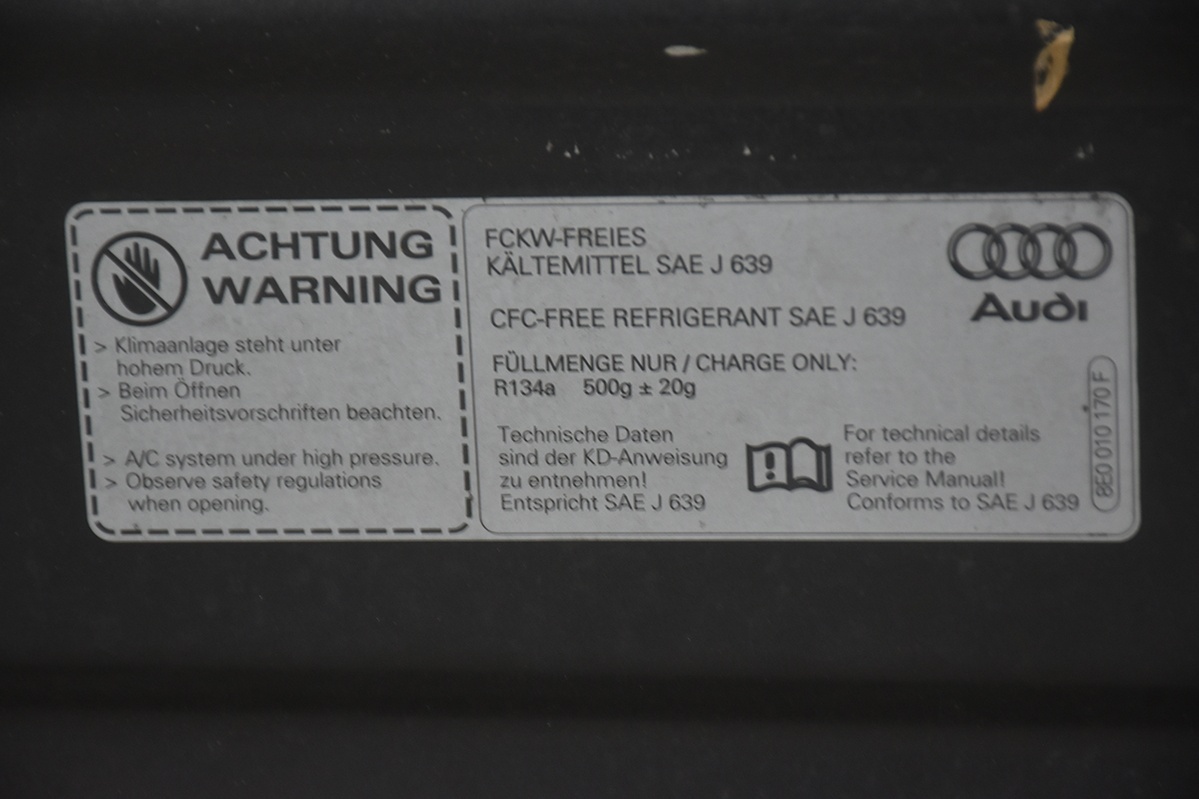 ACHTUNG
WARNING
> Klimaanlage steht unter
hohem Druck.
> Beim Öffnen
Sicherheitsvorschriften beachten.
> A/C system under high pressure.
> Observe safety regulations
when opening.
FCKW-FREIES
KÄLTEMITTEL SAE J 639
CFC-FREE REFRIGERANT SAE J 639
FÜLLMENGE NUR / CHARGE ONLY:
R134a 500g ± 20g
Technische Daten
sind der KD-Anweisung
zu entnehmen!
Entspricht SAE J 639
For technical details
refer to the
Service Manual!
Conforms to SAE J 639
Audi
8E0 010 170 F